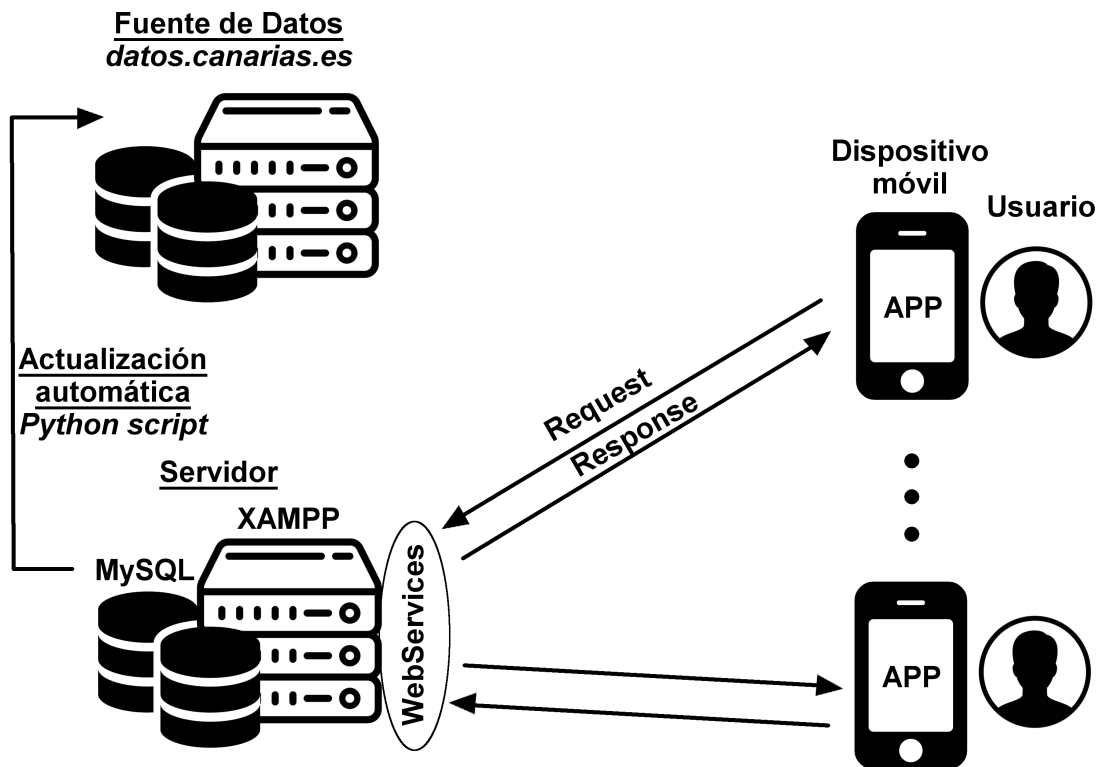 Fuente de Datos
datos.canarias.es
Dispositivo
móvil
Usuario
APP
Actualización
automática
Python script
Request
Response
Servidor
XAMPP
MySQL
WebServices
APP